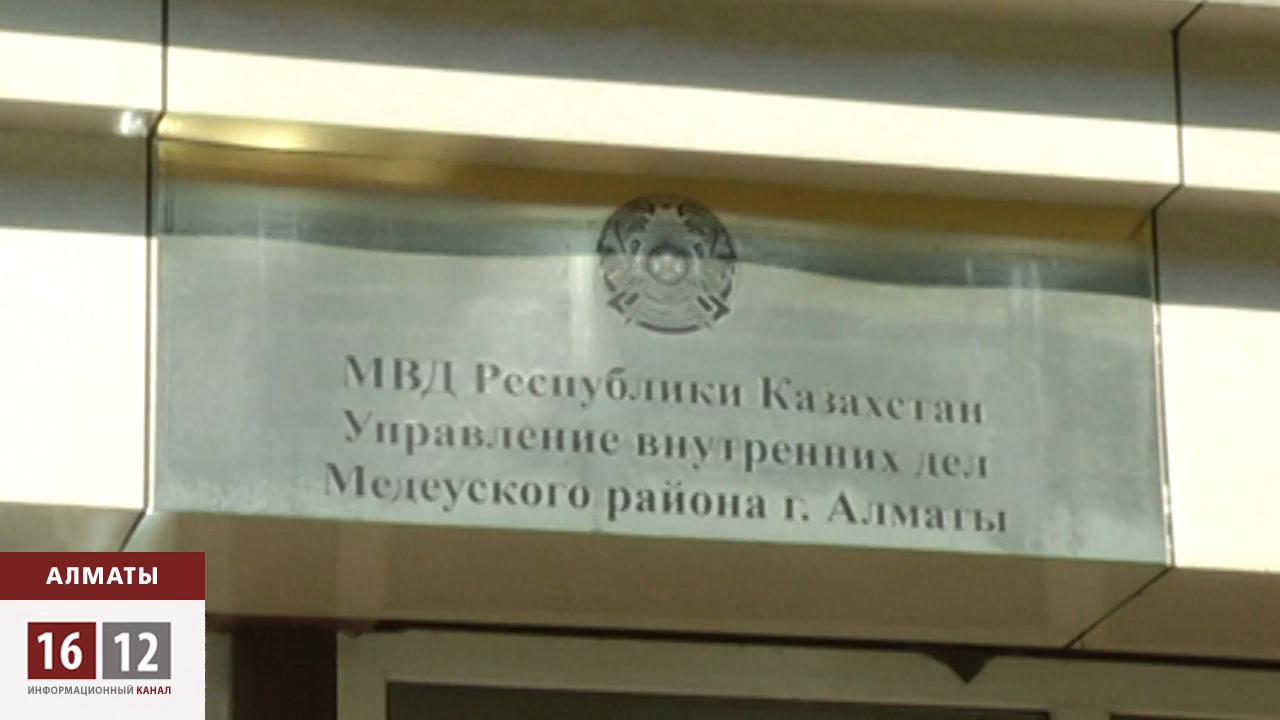 МВД Республики Казахстан
Управление внутренних дел
Медеуского района г. Алматы
АЛМАТЫ
16 12
ИНФОРМАЦИОННЫЙ КАНАЛ